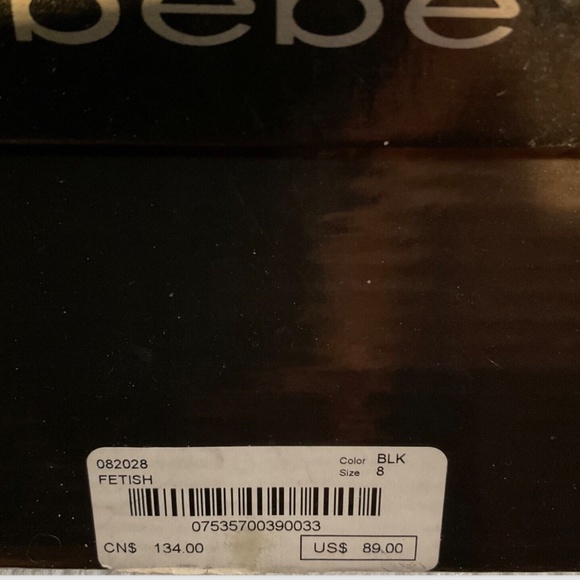 bebe
082028 Color BLK
FETISH Size 8
07535700390033
CN$ 134.00 US$ 89.00